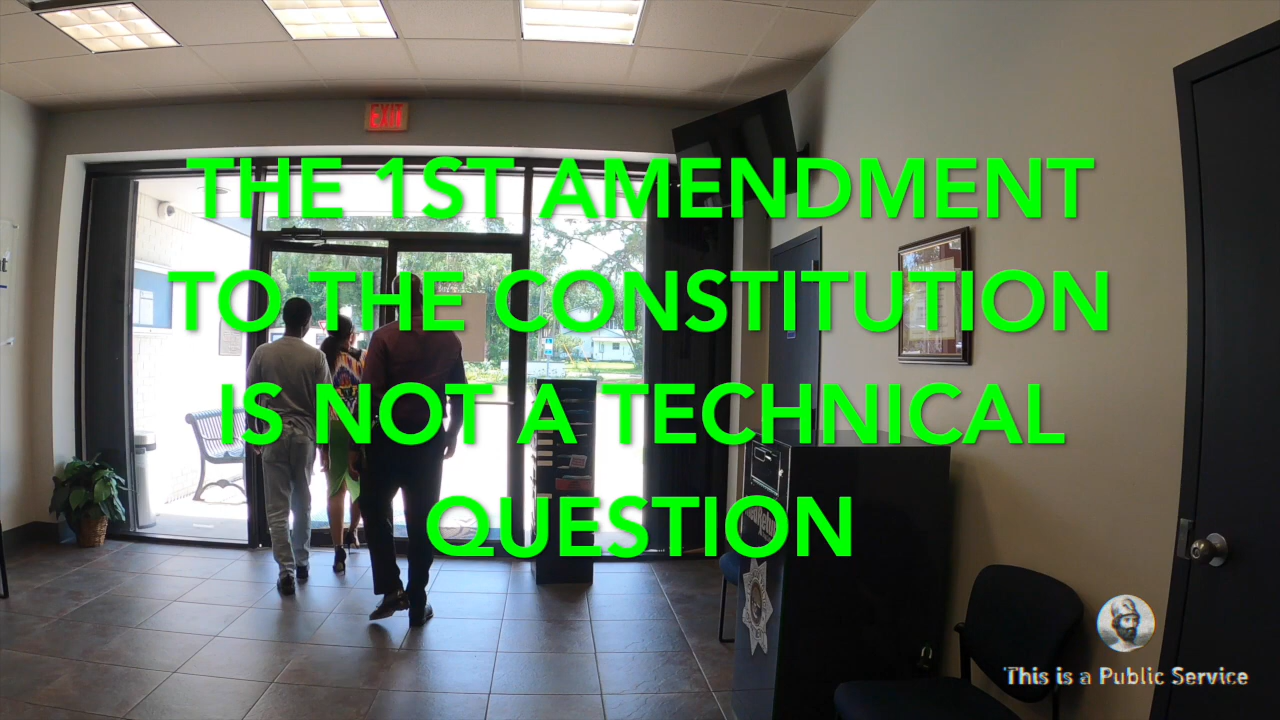 EXIT
THE 1ST AMENDMENT
TO THE CONSTITUTION
IS NOT A TECHNICAL
QUESTION
This is a Public Service